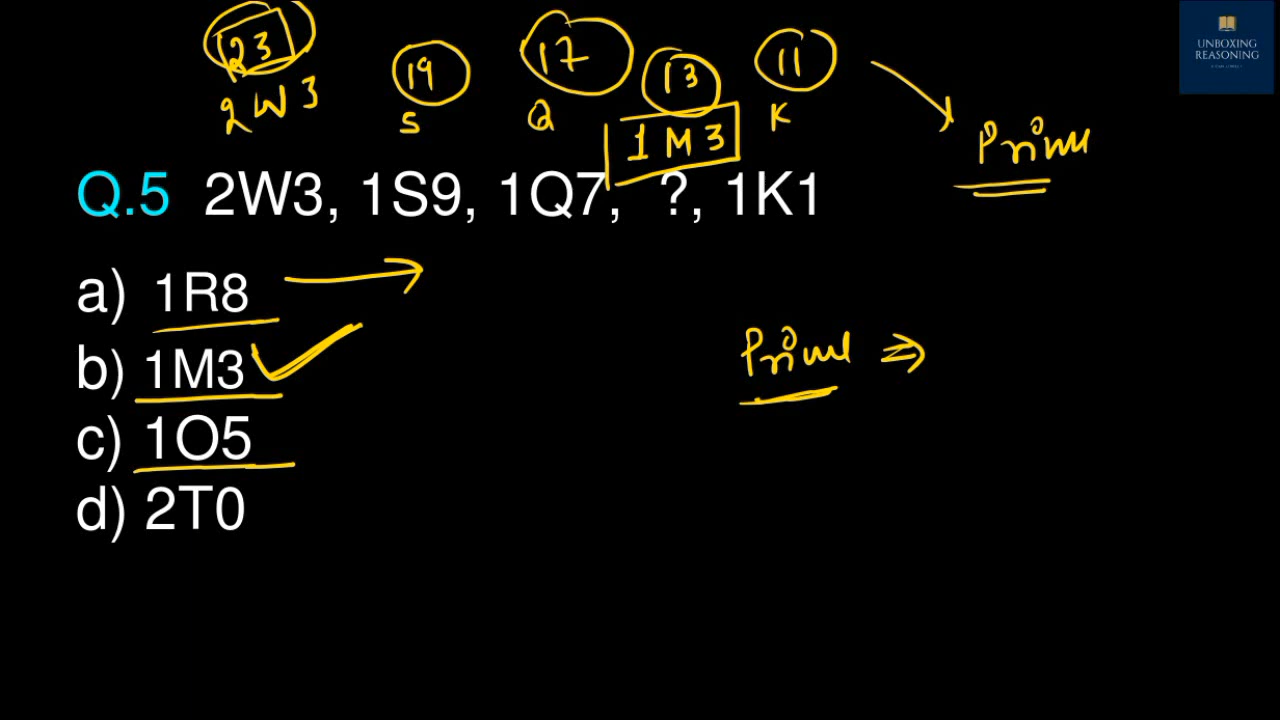 23 19 17 13 11
2W3 S Q 1M3 K
Prime
UNBOXING
REASONING
Q.5 2W3, 1S9, 1Q7, ?, 1K1
a) 1R8
b) 1M3
Prime ⇒
c) 1O5
d) 2T0